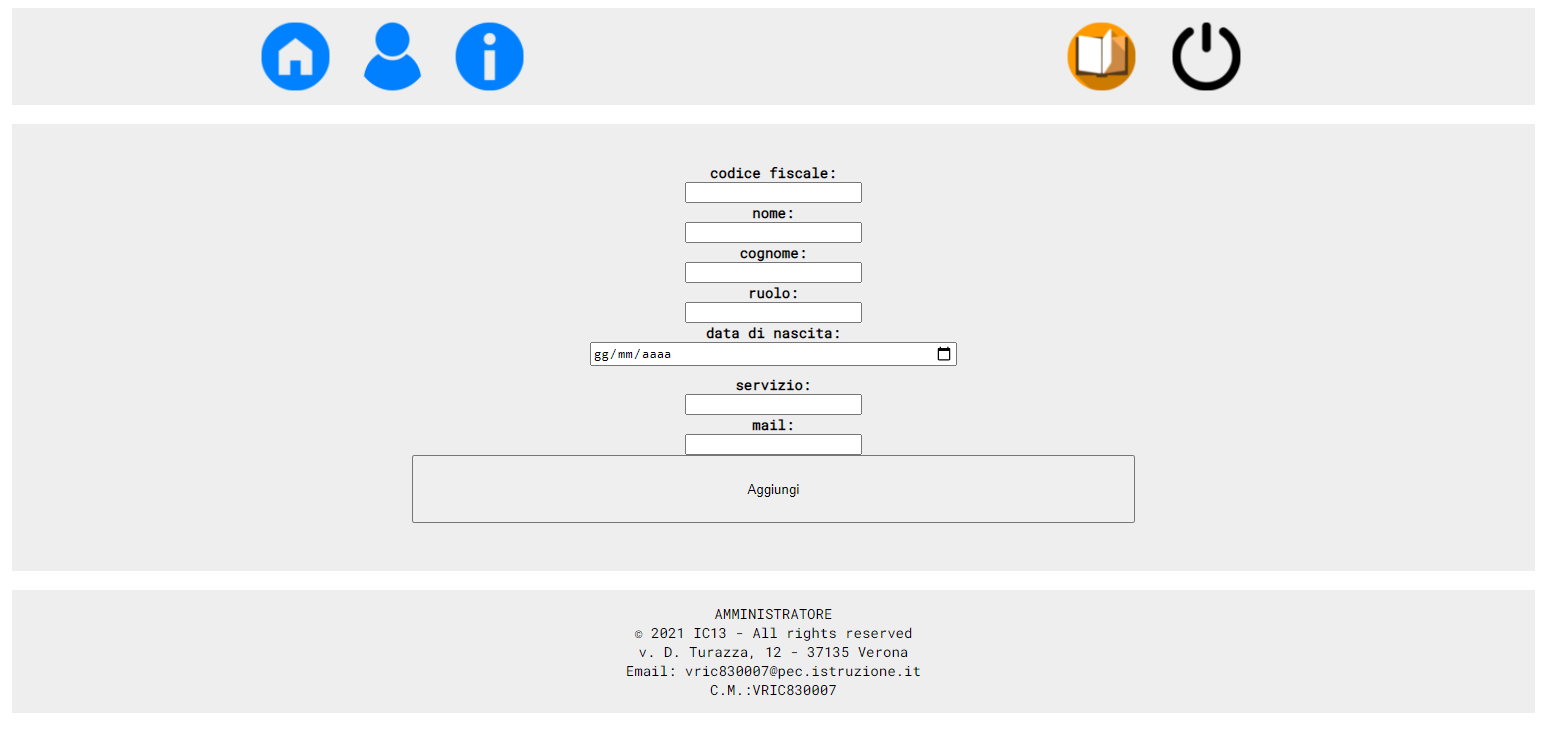 codice fiscale:
nome:
cognome:
ruolo:
data di nascita:
gg/mm/aaaa
servizio:
mail:
Aggiungi
AMMINISTRATORE
© 2021 IC13 - All rights reserved
v. D. Turazza, 12 - 37135 Verona
Email: vric830007@pec.istruzione.it
C.M.:VRIC830007